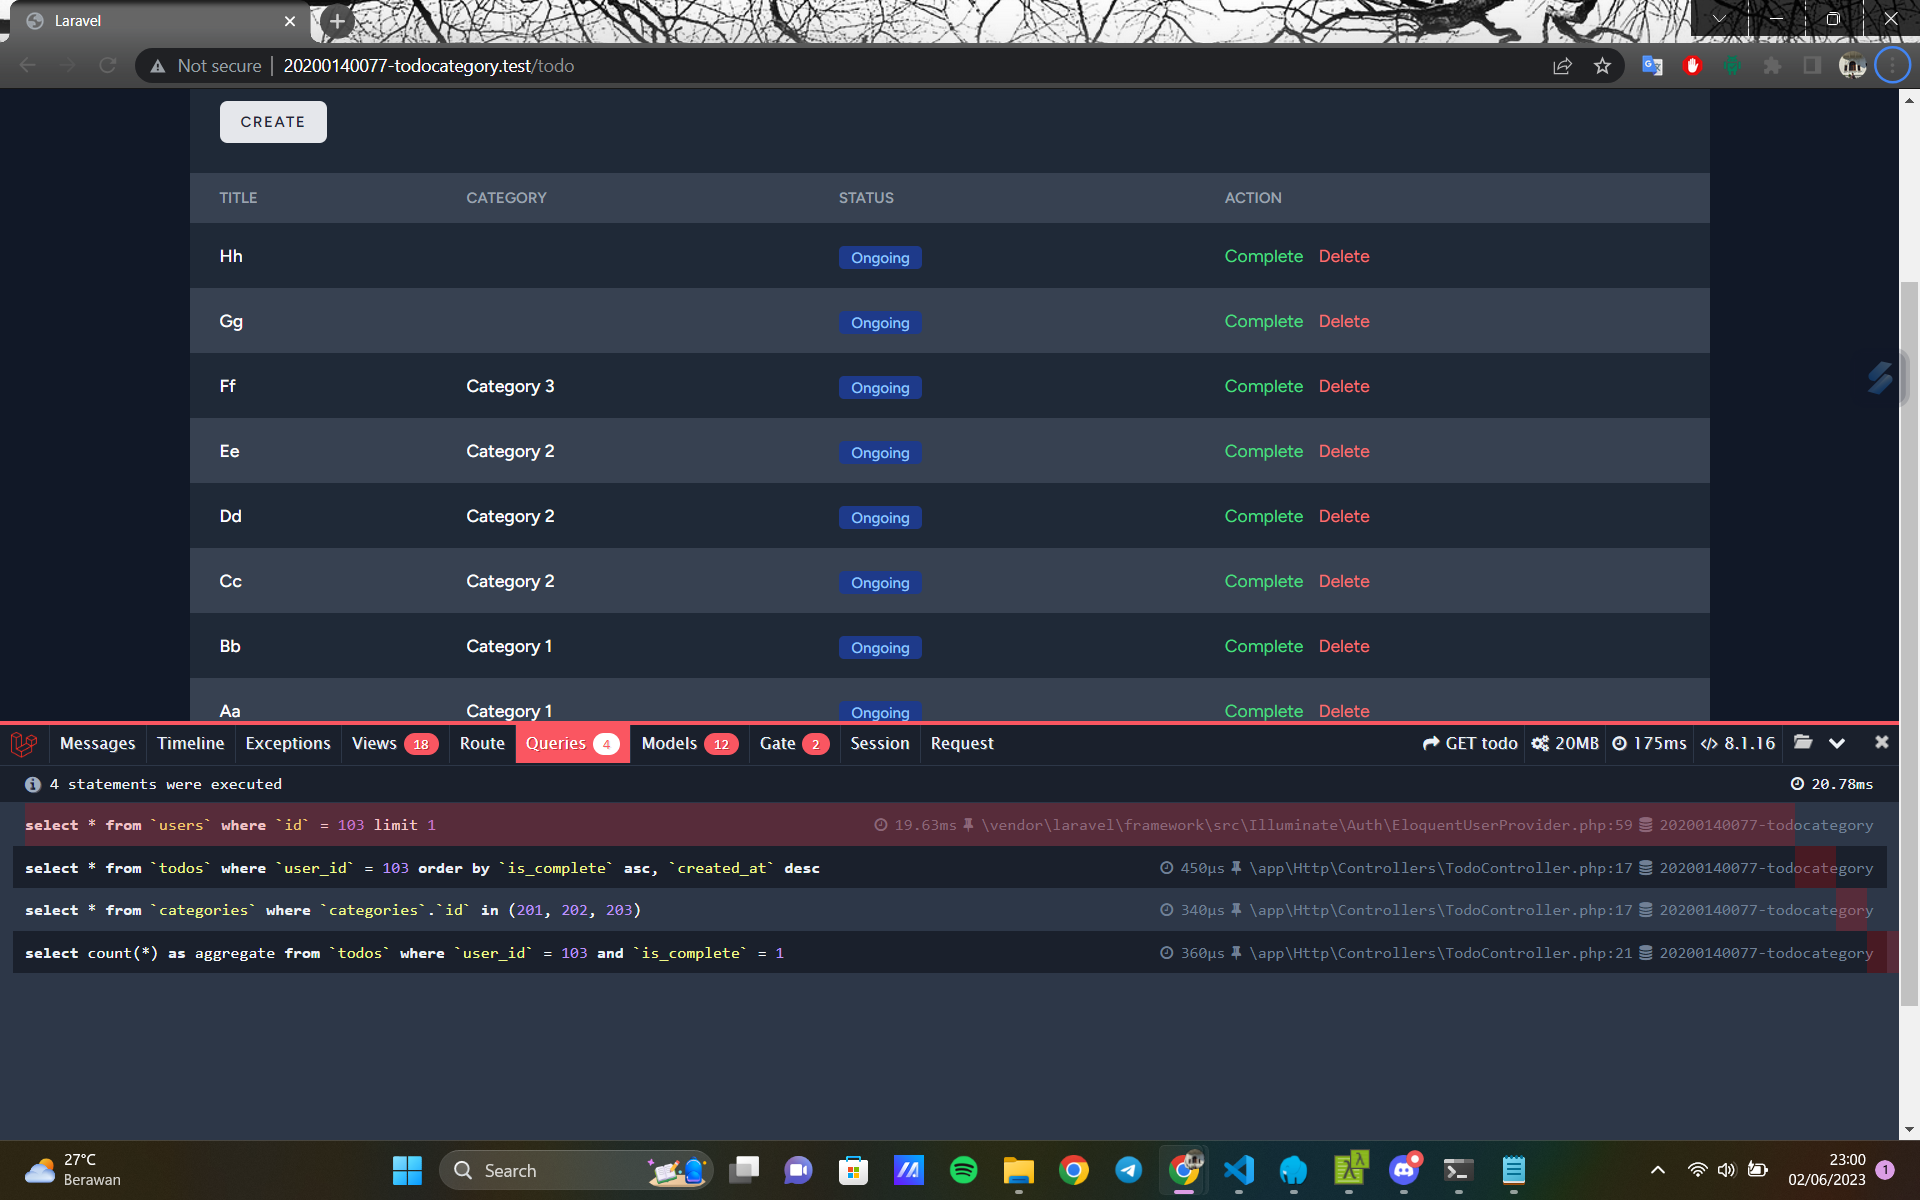 Laravel
Not secure 20200140077-todocategory.test/todo
CREATE
TITLE CATEGORY STATUS ACTION
Hh Ongoing Complete Delete
Gg Ongoing Complete Delete
Ff Category 3 Ongoing Complete Delete
Ee Category 2 Ongoing Complete Delete
Dd Category 2 Ongoing Complete Delete
Cc Category 2 Ongoing Complete Delete
Bb Category 1 Ongoing Complete Delete
Aa Category 1 Ongoing Complete Delete
Messages Timeline Exceptions Views 18 Route Queries 4 Models 12 Gate 2 Session Request GET todo 20MB 175ms 8.1.16
4 statements were executed 20.78ms
select * from `users` where `id` = 103 limit 1 19.63ms \vendor\laravel\framework\src\Illuminate\Auth\EloquentUserProvider.php:59 20200140077-todocategory
select * from `todos` where `user_id` = 103 order by `is_complete` asc, `created_at` desc 450μs \app\Http\Controllers\TodoController.php:17 20200140077-todocategory
select * from `categories` where `categories`.`id` in (201, 202, 203) 340μs \app\Http\Controllers\TodoController.php:17 20200140077-todocategory
select count(*) as aggregate from `todos` where `user_id` = 103 and `is_complete` = 1 360μs \app\Http\Controllers\TodoController.php:21 20200140077-todocategory
27°C
Berawan
Search
23:00
02/06/2023
1